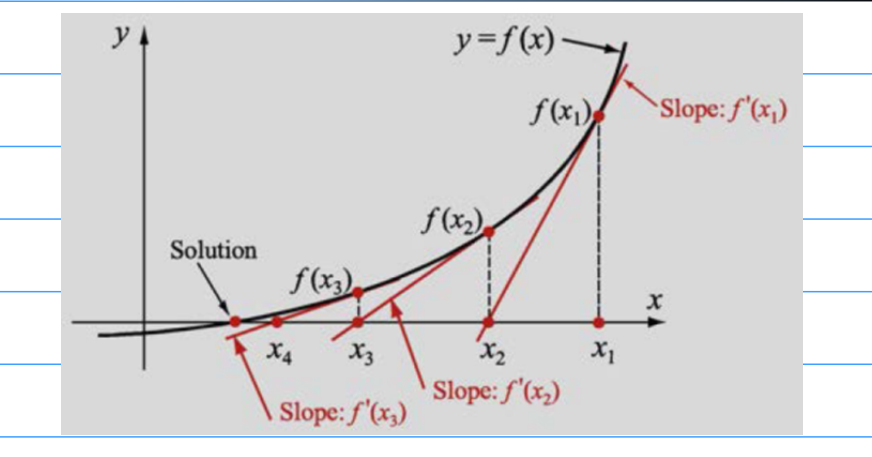 y
y=f(x)
f(x₁)
Slope: f'(x₁)
f(x₂)
Solution
f(x₃)
x
x₄
x₃
x₂
x₁
Slope: f'(x₂)
Slope: f'(x₃)